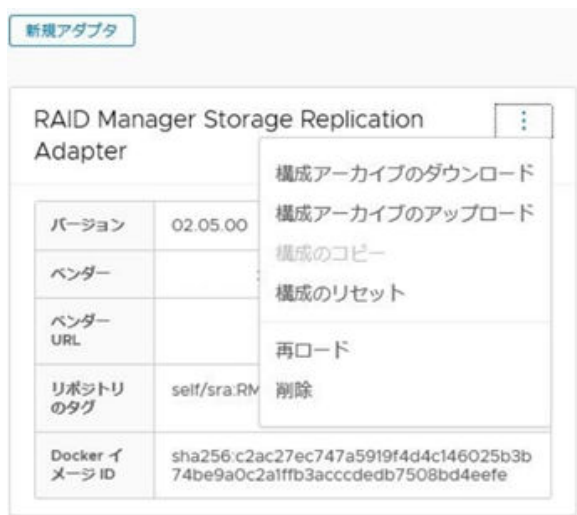 新規アダプタ
RAID Manager Storage Replication
Adapter
構成アーカイブのダウンロード
構成アーカイブのアップロード
構成のコピー
構成のリセット
再ロード
削除
バージョン
02.05.00
ベンダー
ベンダー
URL
リポジトリ
のタグ
self/sra:RM
Docker イ
メージ ID
sha256:c2ac27ec747a5919f4d4c146025b3b
74be9a0c2a1ffb3acccdedb7508bd4eefe